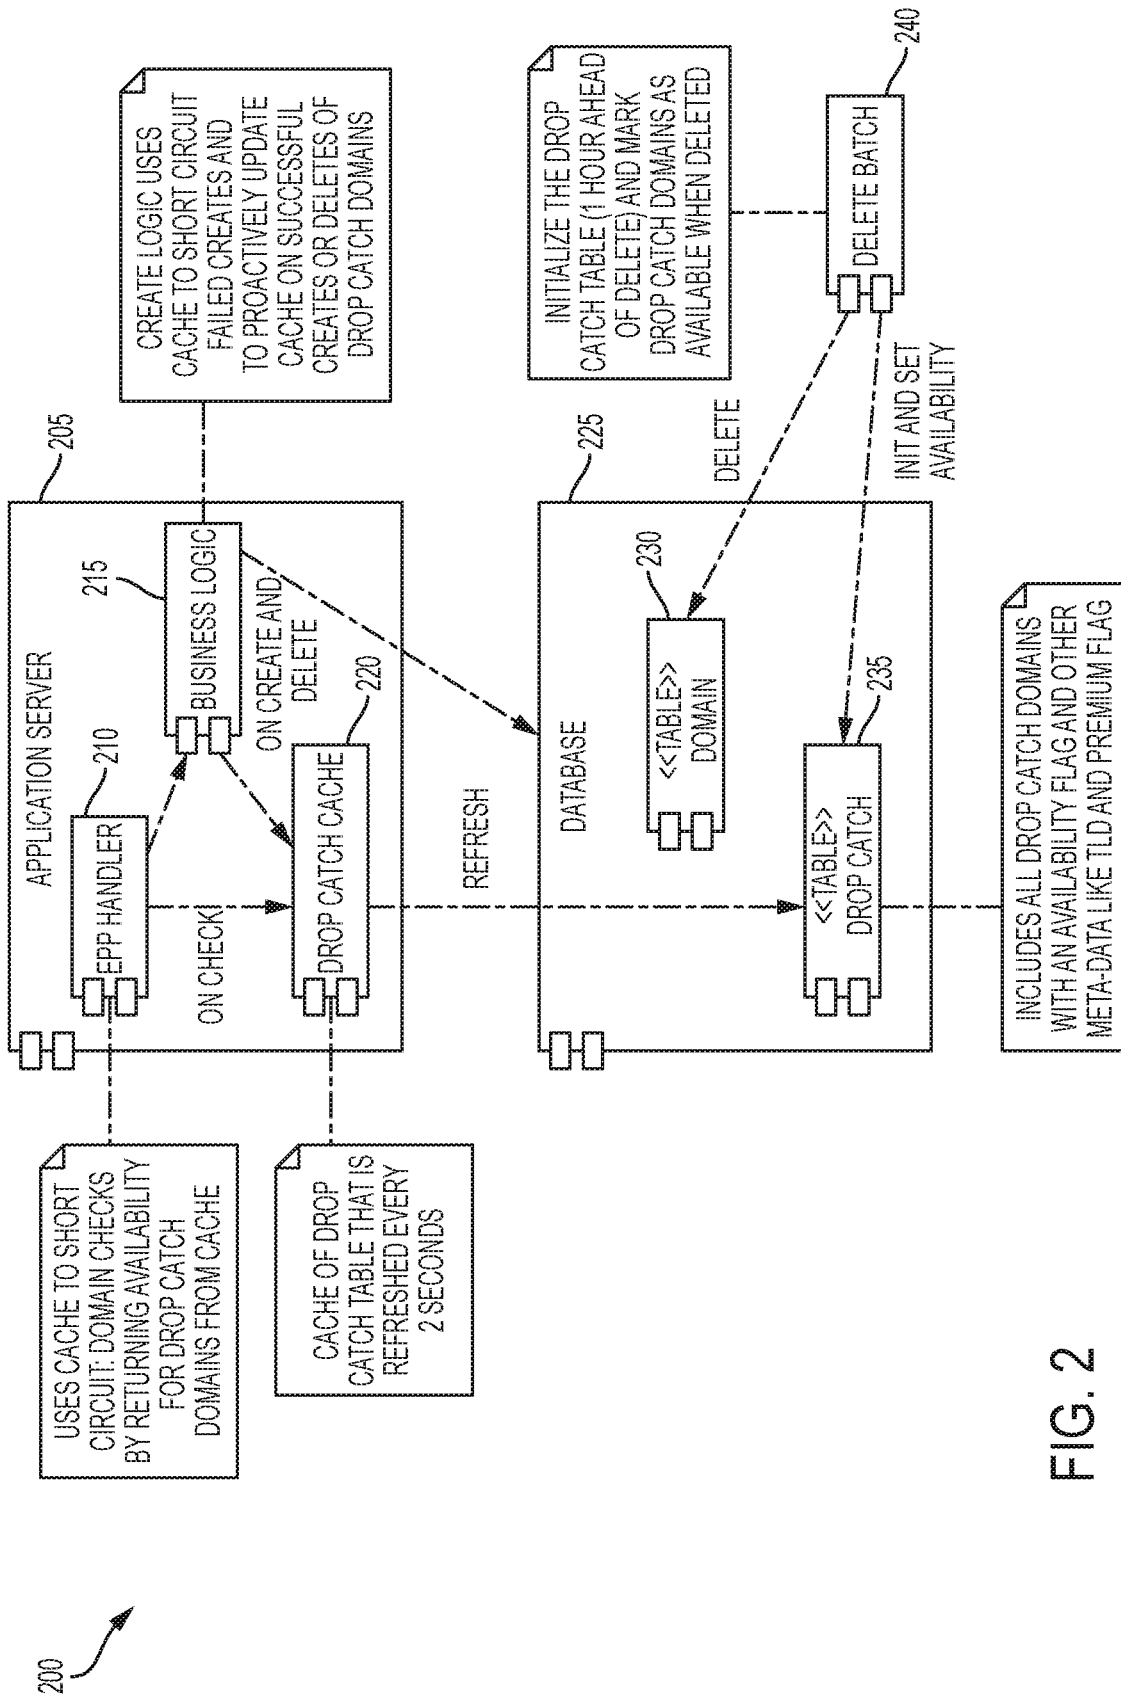 200
USES CACHE TO SHORT
CIRCUIT: DOMAIN CHECKS
BY RETURNING AVAILABILITY
FOR DROP CATCH
DOMAINS FROM CACHE
CACHE OF DROP
CATCH TABLE THAT IS
REFRESHED EVERY
2 SECONDS
APPLICATION SERVER
205
EPP HANDLER
210
BUSINESS LOGIC
215
ON CHECK
ON CREATE AND
DELETE
DROP CATCH CACHE
220
CREATE LOGIC USES
CACHE TO SHORT CIRCUIT
FAILED CREATES AND
TO PROACTIVELY UPDATE
CACHE ON SUCCESSFUL
CREATES OR DELETES OF
DROP CATCH DOMAINS
REFRESH
DATABASE
225
<<TABLE>>
DOMAIN
230
<<TABLE>>
DROP CATCH
235
DELETE
INIT AND SET
AVAILABILITY
INITIALIZE THE DROP
CATCH TABLE (1 HOUR AHEAD
OF DELETE) AND MARK
DROP CATCH DOMAINS AS
AVAILABLE WHEN DELETED
DELETE BATCH
240
INCLUDES ALL DROP CATCH DOMAINS
WITH AN AVAILABILITY FLAG AND OTHER
META-DATA LIKE TLD AND PREMIUM FLAG
FIG. 2